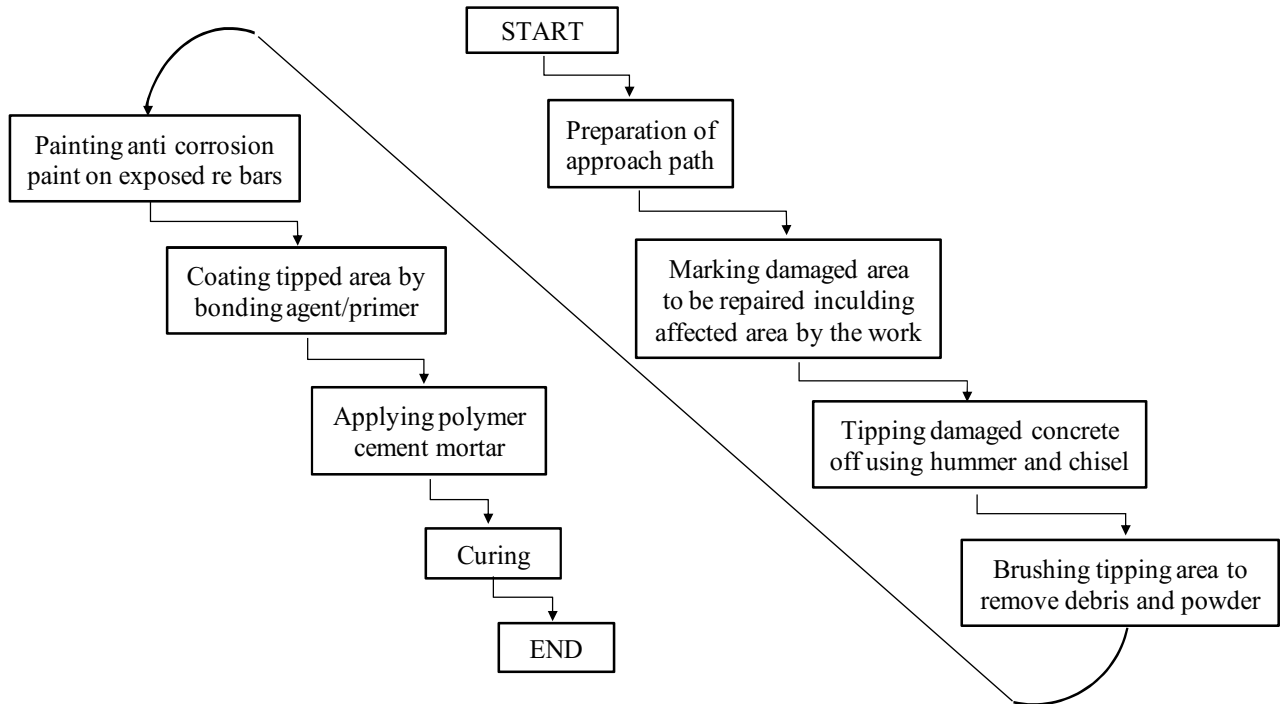 START
Preparation of
approach path
Marking damaged area
to be repaired inculding
affected area by the work
Tipping damaged concrete
off using hummer and chisel
Brushing tipping area to
remove debris and powder
Painting anti corrosion
paint on exposed re bars
Coating tipped area by
bonding agent/primer
Applying polymer
cement mortar
Curing
END